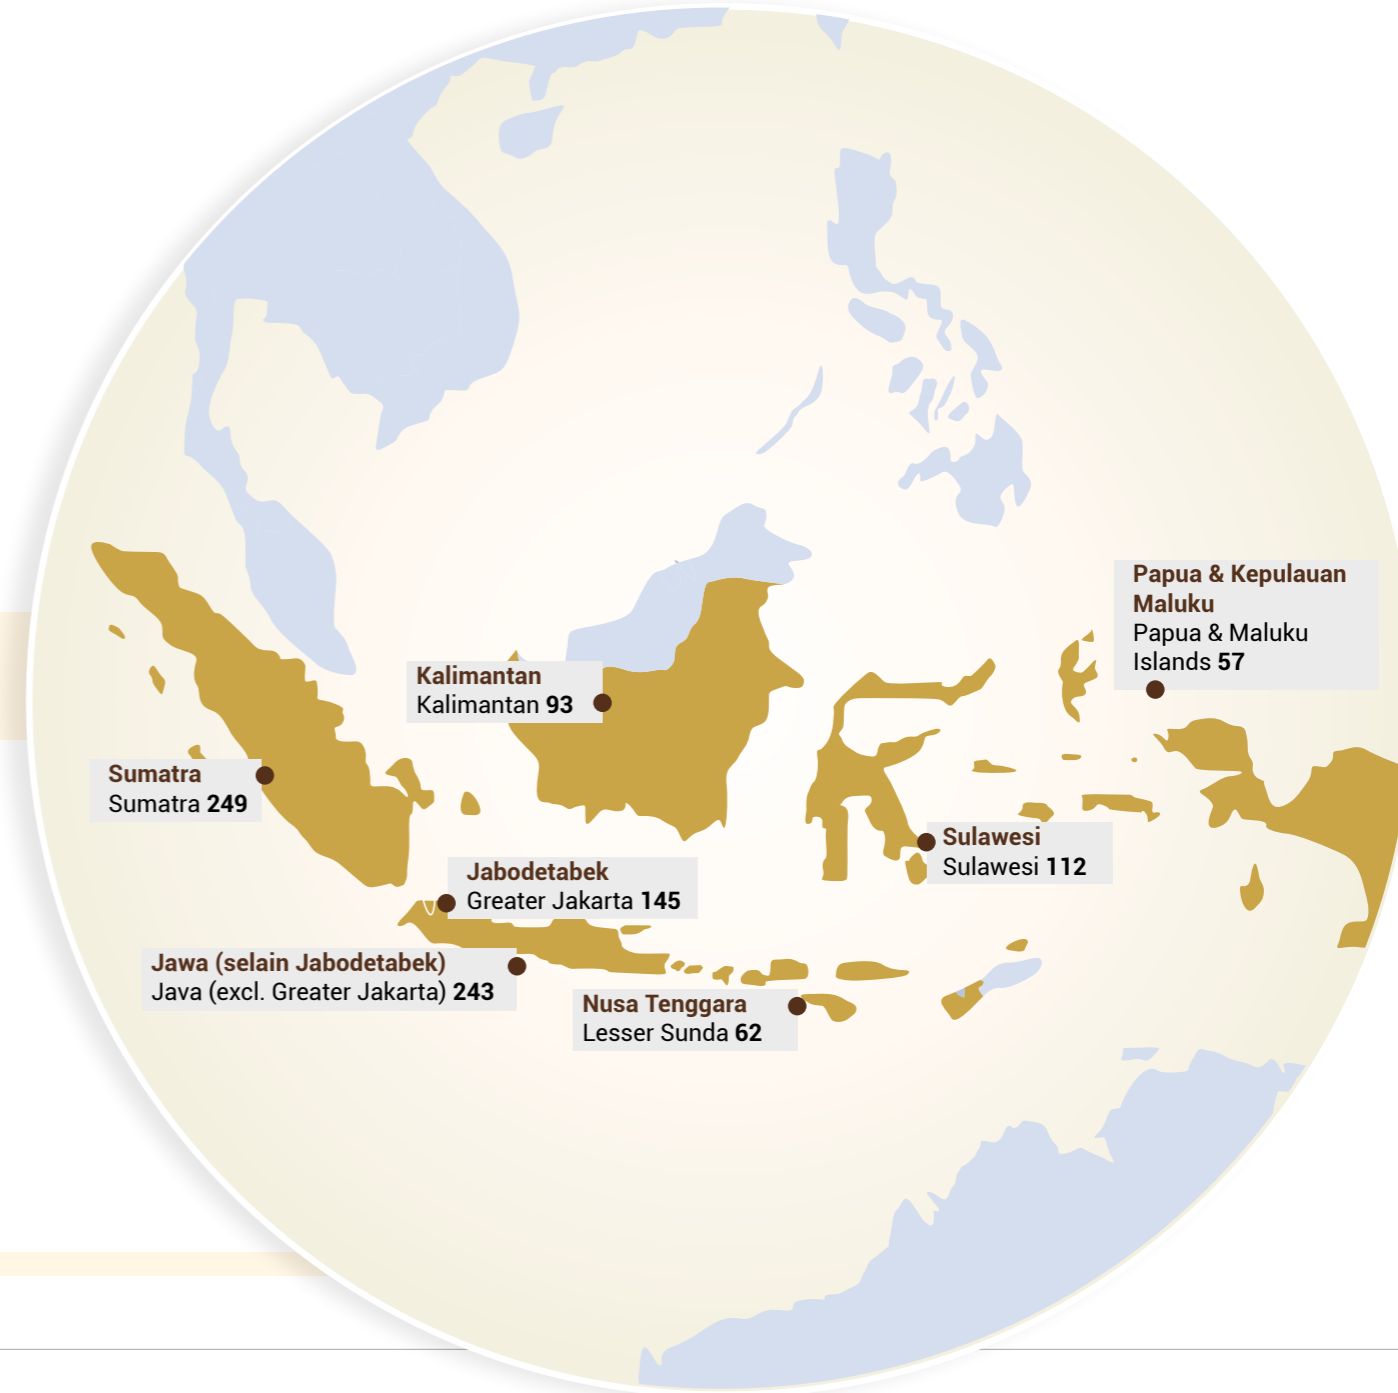 Papua & Kepulauan
Maluku
Papua & Maluku
Islands 57
Kalimantan
Kalimantan 93
Sumatra
Sumatra 249
Sulawesi
Sulawesi 112
Jabodetabek
Greater Jakarta 145
Jawa (selain Jabodetabek)
Java (excl. Greater Jakarta) 243
Nusa Tenggara
Lesser Sunda 62